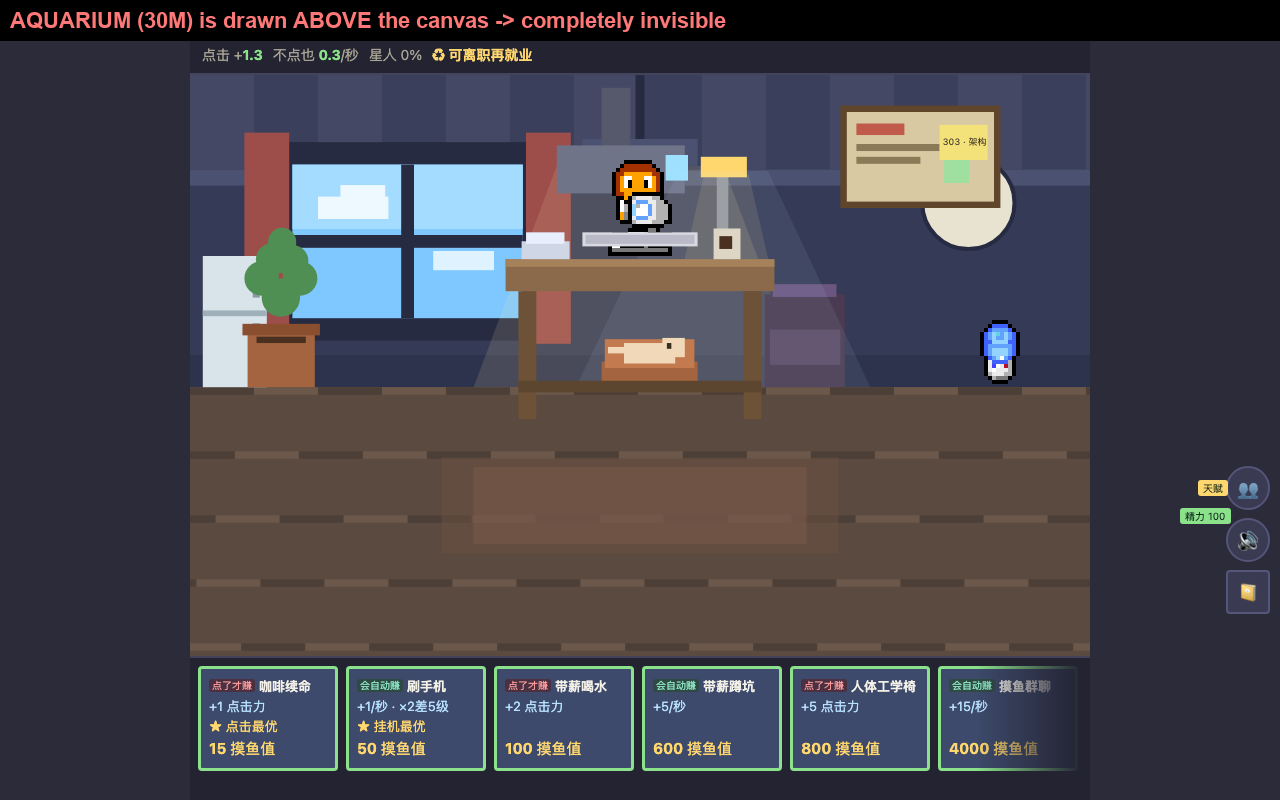 AQUARIUM (30M) is drawn ABOVE the canvas -> completely invisible
点击 +1.3 不点也 0.3/秒 星人 0% ♻ 可离职再就业
303 · 架构
天赋
精力 100
点了才赚 咖啡续命
+1 点击力
★ 点击最优
15 摸鱼值
会自动赚 刷手机
+1/秒 · ×2差5级
★ 挂机最优
50 摸鱼值
点了才赚 带薪喝水
+2 点击力
100 摸鱼值
会自动赚 带薪蹲坑
+5/秒
600 摸鱼值
点了才赚 人体工学椅
+5 点击力
800 摸鱼值
会自动赚 摸鱼群聊
+15/秒
4000 摸鱼值